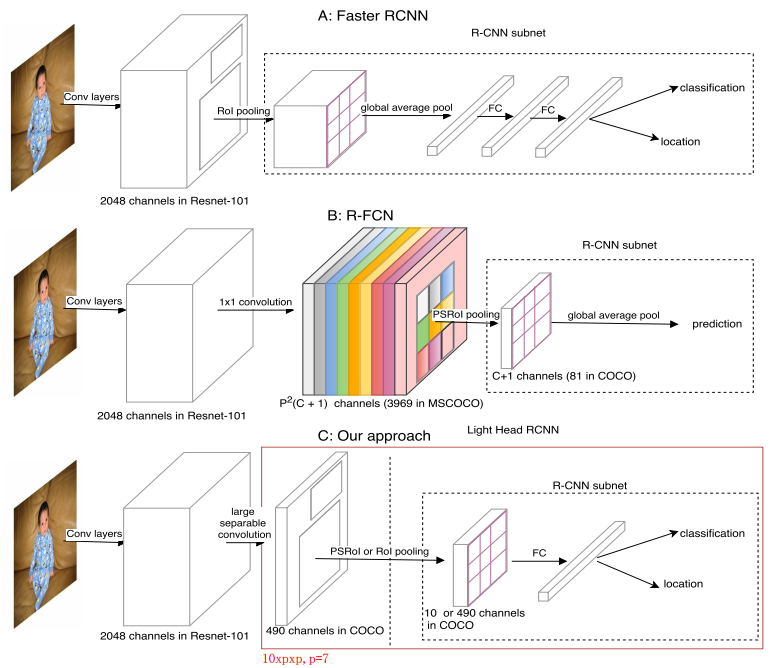 A: Faster RCNN
R-CNN subnet
Conv layers
RoI pooling
global average pool
FC
FC
classification
location
2048 channels in Resnet-101
B: R-FCN
R-CNN subnet
Conv layers
1x1 convolution
PSRoI pooling
global average pool
prediction
C+1 channels (81 in COCO)
P²(C + 1) channels (3969 in MSCOCO)
2048 channels in Resnet-101
C: Our approach
Light Head RCNN
R-CNN subnet
Conv layers
large
separable
convolution
PSRoI or RoI pooling
FC
classification
location
10 or 490 channels
in COCO
490 channels in COCO
2048 channels in Resnet-101
10xpxp, p=7